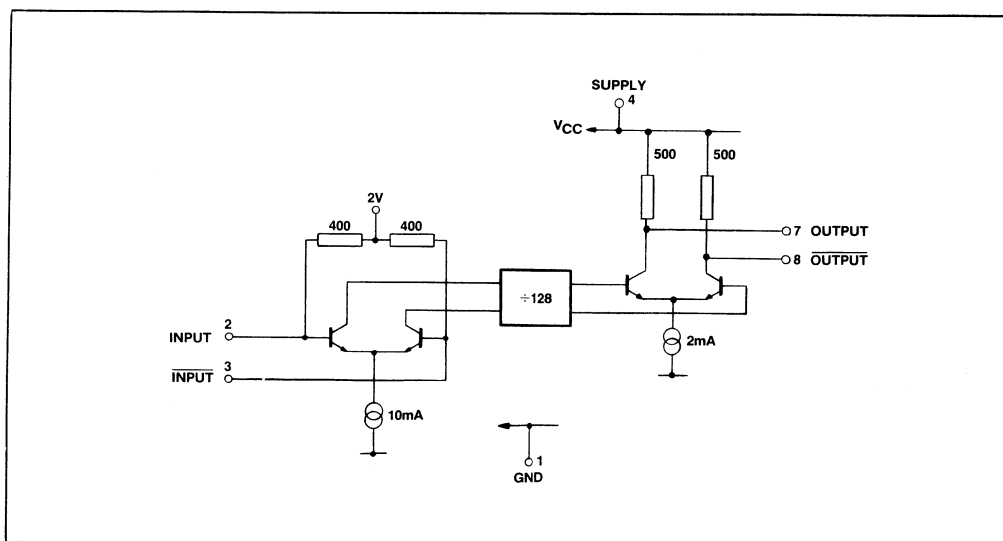 SUPPLY
4
VCC
500 500
2V
400 400
7 OUTPUT
8 OUTPUT
÷128
2
INPUT
3
INPUT
2mA
10mA
1
GND